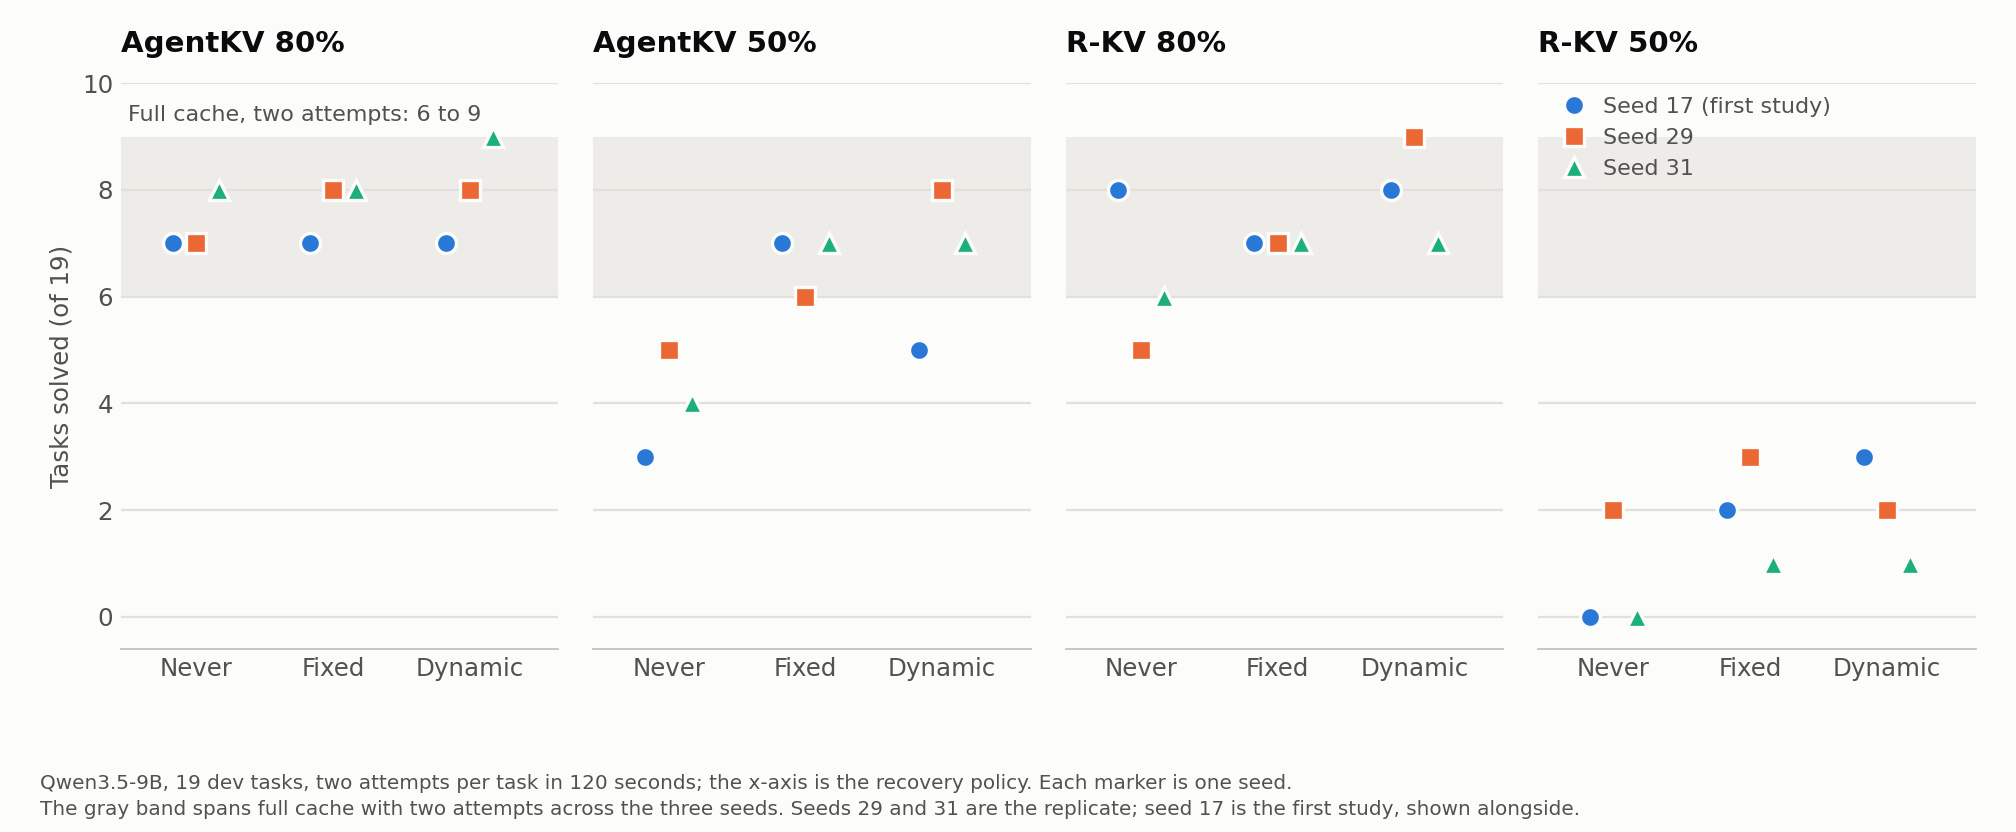 AgentKV 80%
AgentKV 50%
R-KV 80%
R-KV 50%
Full cache, two attempts: 6 to 9
Seed 17 (first study)
Seed 29
Seed 31
Tasks solved (of 19)
10
8
6
4
2
0
Never Fixed Dynamic
Never Fixed Dynamic
Never Fixed Dynamic
Never Fixed Dynamic
Qwen3.5-9B, 19 dev tasks, two attempts per task in 120 seconds; the x-axis is the recovery policy. Each marker is one seed.
The gray band spans full cache with two attempts across the three seeds. Seeds 29 and 31 are the replicate; seed 17 is the first study, shown alongside.